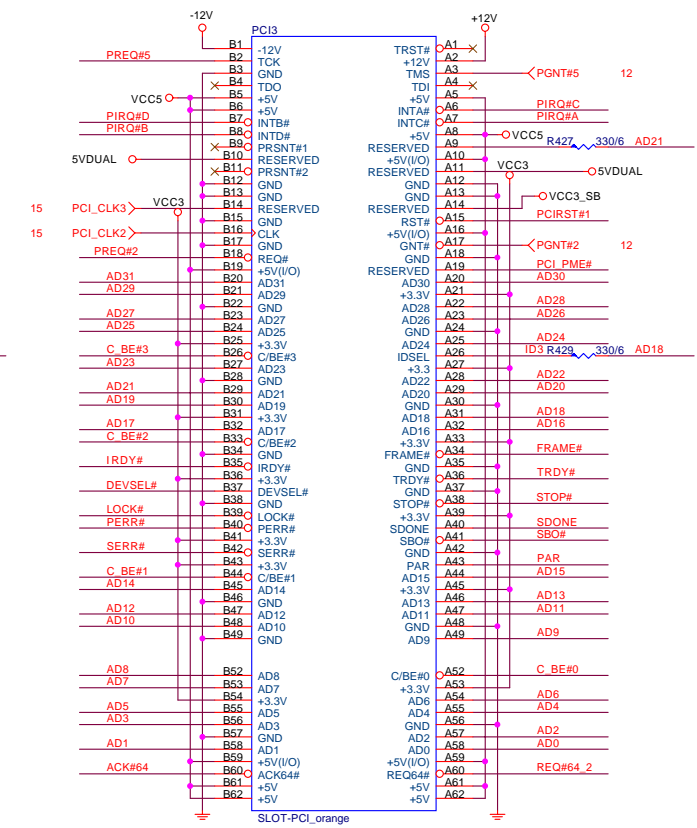 -12V +12V
PCI3
B1 -12V TRST# A1
PREQ#5 B2 TCK +12V A2
B3 GND TMS A3 PGNT#5 12
B4 TDO TDI A4
VCC5 B5 +5V +5V A5
B6 +5V INTA# A6 PIRQ#C
PIRQ#D B7 INTB# INTC# A7 PIRQ#A
PIRQ#B B8 INTD# +5V A8 VCC5
B9 PRSNT#1 RESERVED A9 R427 330/6 AD21
5VDUAL B10 RESERVED +5V(I/O) A10
B11 PRSNT#2 RESERVED A11 VCC3 5VDUAL
B12 GND GND A12
B13 GND GND A13
15 PCI_CLK3 VCC3 B14 RESERVED RESERVED A14 VCC3_SB
B15 GND RST# A15 PCIRST#1
15 PCI_CLK2 B16 CLK +5V(I/O) A16
B17 GND GNT# A17 PGNT#2 12
PREQ#2 B18 REQ# GND A18
B19 +5V(I/O) RESERVED A19 PCI_PME#
AD31 B20 AD31 AD30 A20 AD30
AD29 B21 AD29 +3.3V A21
B22 GND AD28 A22 AD28
AD27 B23 AD27 AD26 A23 AD26
AD25 B24 AD25 GND A24
B25 +3.3V AD24 A25 AD24
C_BE#3 B26 C/BE#3 IDSEL A26 ID3 R429 330/6 AD18
AD23 B27 AD23 +3.3 A27
B28 GND AD22 A28 AD22
AD21 B29 AD21 AD20 A29 AD20
AD19 B30 AD19 GND A30
B31 +3.3V AD18 A31 AD18
AD17 B32 AD17 AD16 A32 AD16
C_BE#2 B33 C/BE#2 +3.3V A33
B34 GND FRAME# A34 FRAME#
IRDY# B35 IRDY# GND A35
B36 +3.3V TRDY# A36 TRDY#
DEVSEL# B37 DEVSEL# GND A37
B38 GND STOP# A38 STOP#
LOCK# B39 LOCK# +3.3V A39
PERR# B40 PERR# SDONE A40 SDONE
B41 +3.3V SBO# A41 SBO#
SERR# B42 SERR# GND A42
B43 +3.3V PAR A43 PAR
C_BE#1 B44 C/BE#1 AD15 A44 AD15
AD14 B45 AD14 +3.3V A45
B46 GND AD13 A46 AD13
AD12 B47 AD12 AD11 A47 AD11
AD10 B48 AD10 GND A48
B49 GND AD9 A49 AD9
AD8 B52 AD8 C/BE#0 A52 C_BE#0
AD7 B53 AD7 +3.3V A53
B54 +3.3V AD6 A54 AD6
AD5 B55 AD5 AD4 A55 AD4
AD3 B56 AD3 GND A56
B57 GND AD2 A57 AD2
AD1 B58 AD1 AD0 A58 AD0
B59 +5V(I/O) +5V(I/O) A59
ACK#64 B60 ACK64# REQ64# A60 REQ#64_2
B61 +5V +5V A61
B62 +5V +5V A62
SLOT-PCI_orange